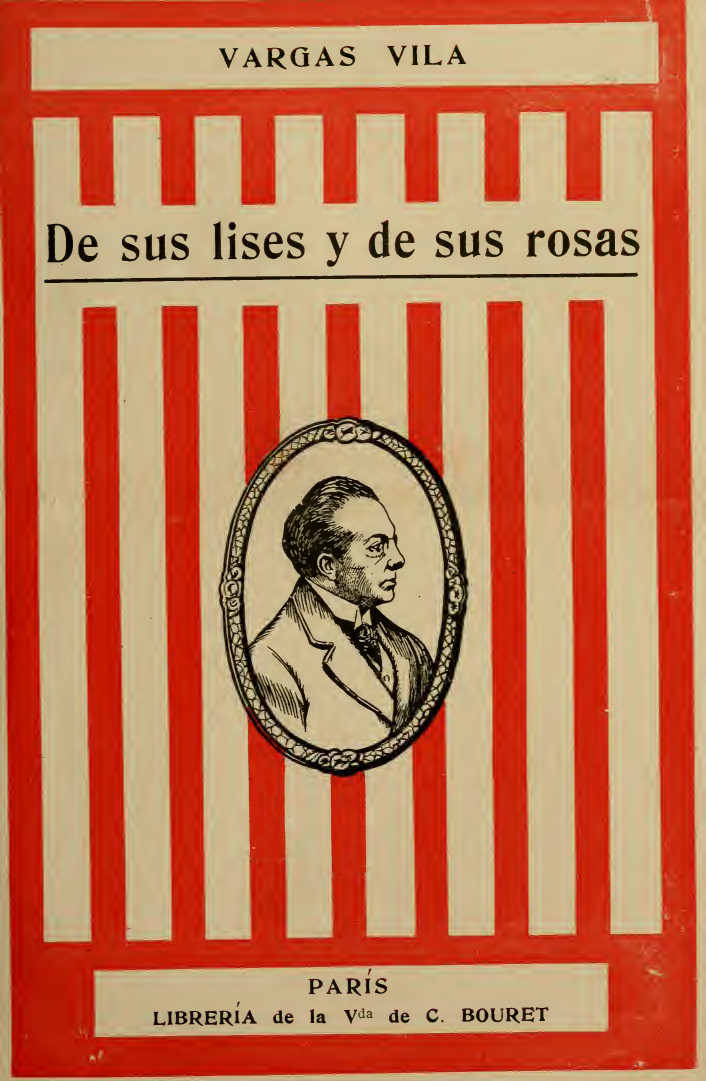 VARGAS VILA
De sus lises y de sus rosas
PARÍS
LIBRERÍA de la Vda de C. BOURET